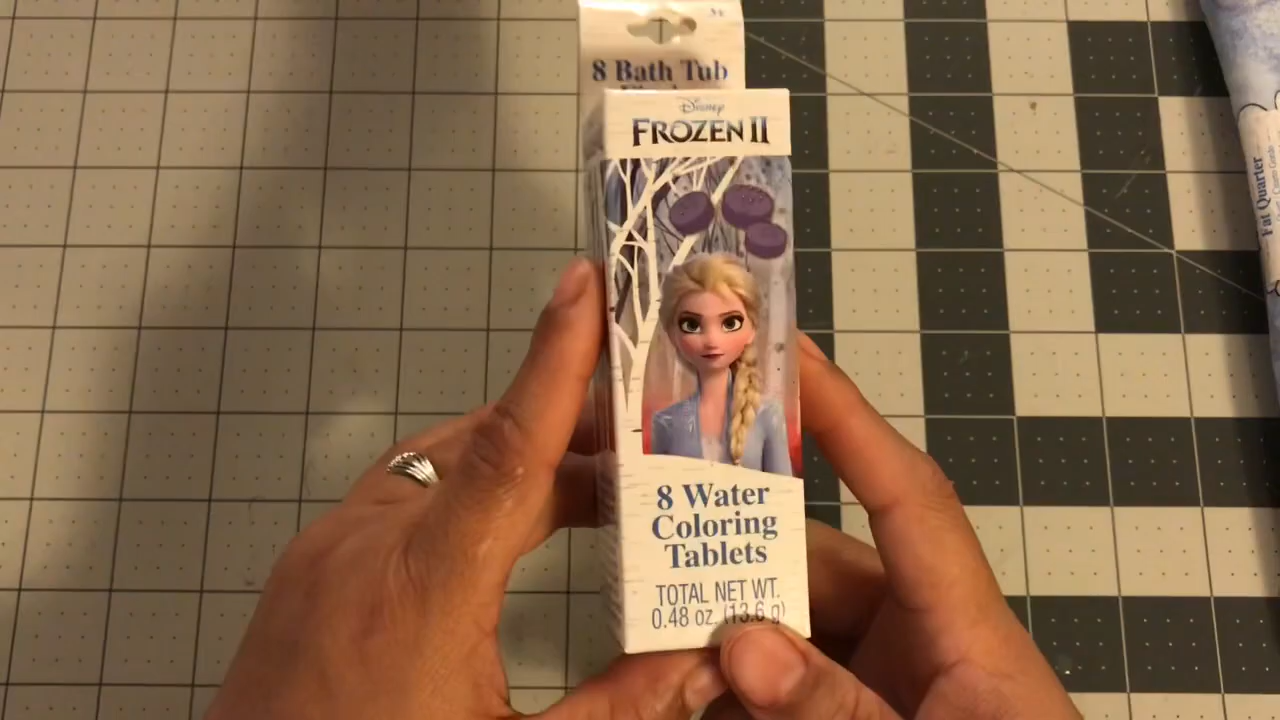 3+
8 Bath Tub
Disney
FROZEN II
8 Water
Coloring
Tablets
TOTAL NET WT.
0.48 oz. (13.6 g)
Fat Quarter